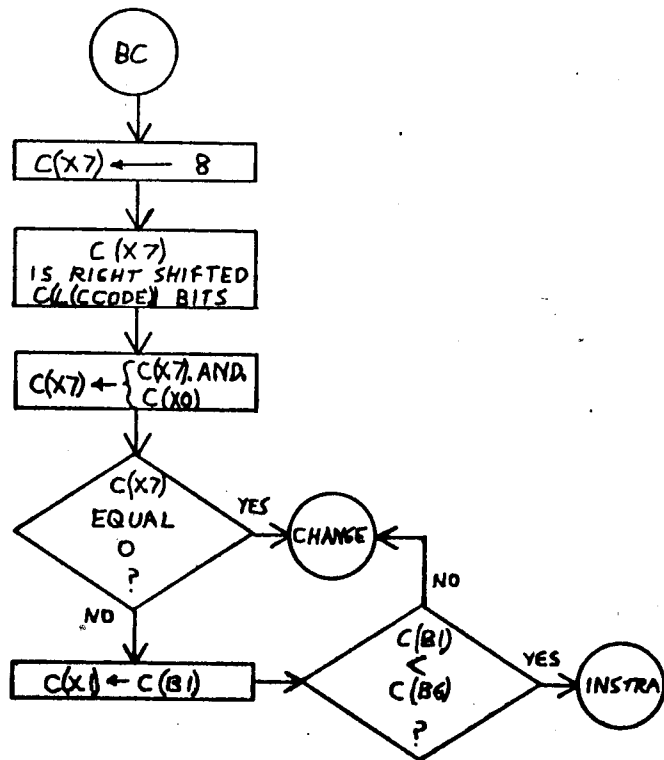 BC
C(X7) ← 8
C(X7)
IS RIGHT SHIFTED
C(L(CCODE)) BITS
C(X7) ← { C(X7).AND.
C(X0)
C(X7)
EQUAL
0
?
YES
CHANGE
NO
NO
C(X1) ← C(B1)
C(B1)
<
C(B6)
?
YES
INSTRA